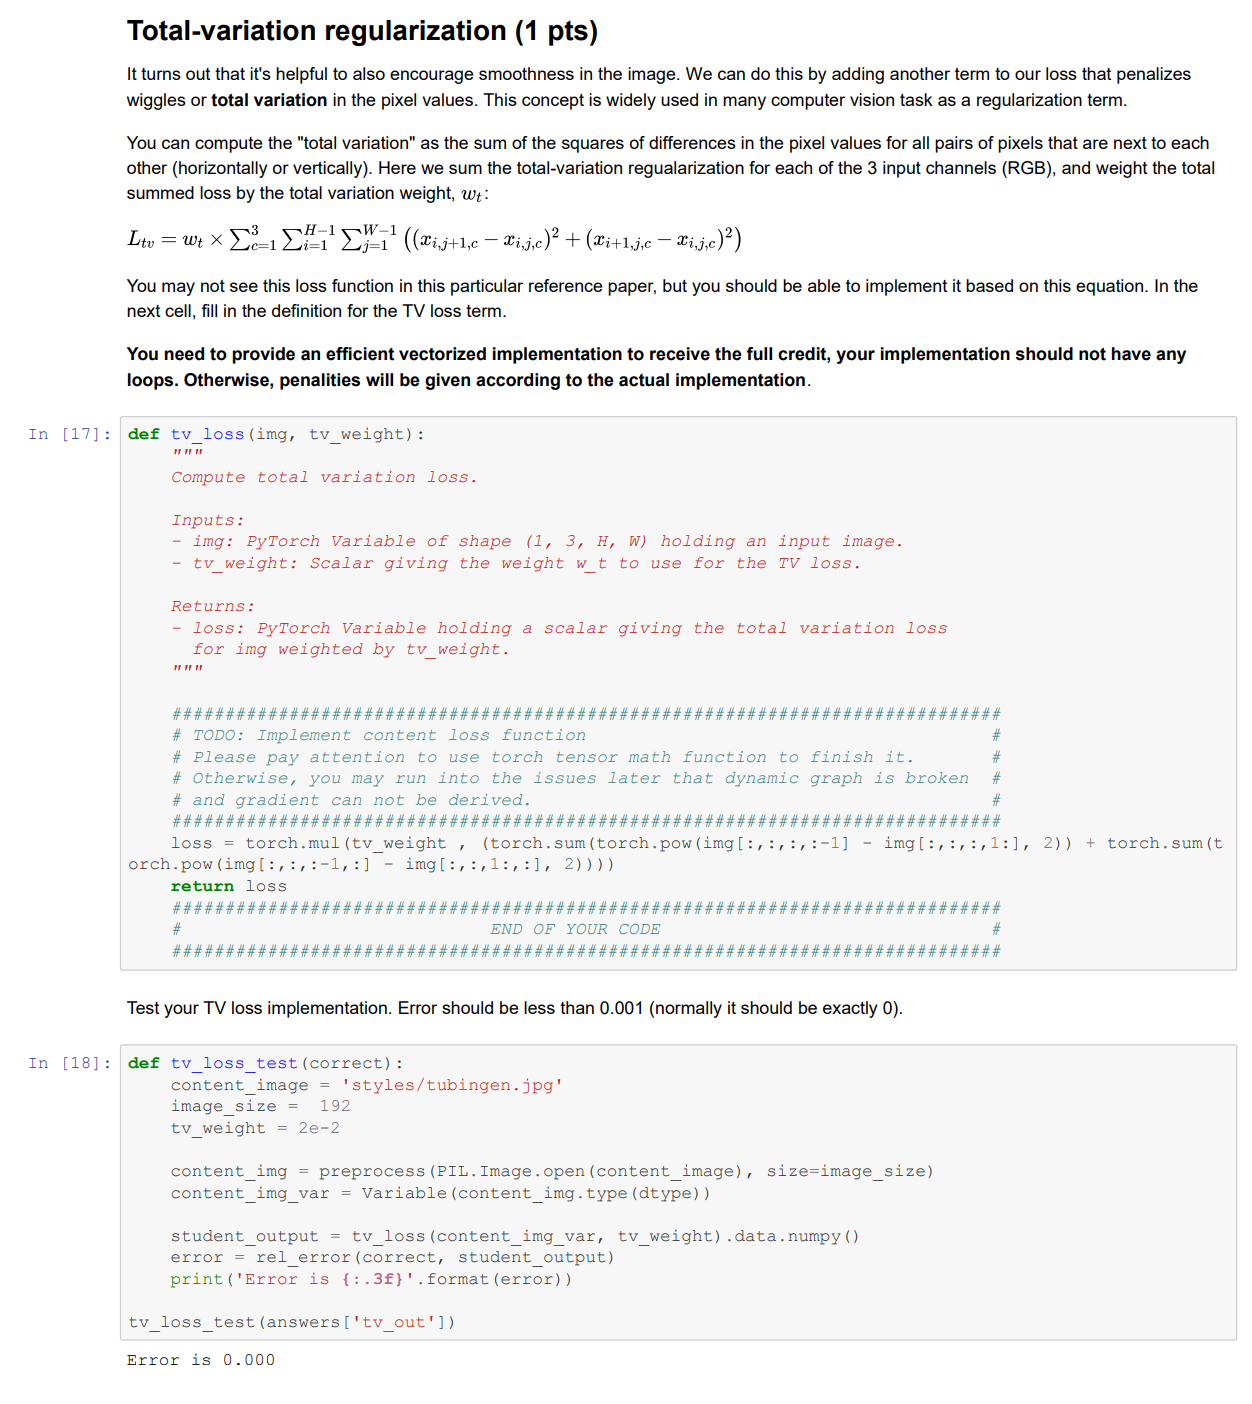 Total-variation regularization (1 pts)
It turns out that it's helpful to also encourage smoothness in the image. We can do this by adding another term to our loss that penalizes
wiggles or total variation in the pixel values. This concept is widely used in many computer vision task as a regularization term.
You can compute the "total variation" as the sum of the squares of differences in the pixel values for all pairs of pixels that are next to each
other (horizontally or vertically). Here we sum the total-variation regualarization for each of the 3 input channels (RGB), and weight the total
summed loss by the total variation weight, w_t:
L_{tv} = w_t × ∑_{c=1}^{3} ∑_{i=1}^{H−1} ∑_{j=1}^{W−1} ((x_{i,j+1,c} − x_{i,j,c})^2 + (x_{i+1,j,c} − x_{i,j,c})^2)
You may not see this loss function in this particular reference paper, but you should be able to implement it based on this equation. In the
next cell, fill in the definition for the TV loss term.
You need to provide an efficient vectorized implementation to receive the full credit, your implementation should not have any
loops. Otherwise, penalities will be given according to the actual implementation.
In [17]: def tv_loss(img, tv_weight):
    """
    Compute total variation loss.
    Inputs:
    - img: PyTorch Variable of shape (1, 3, H, W) holding an input image.
    - tv_weight: Scalar giving the weight w_t to use for the TV loss.
    Returns:
    - loss: PyTorch Variable holding a scalar giving the total variation loss
      for img weighted by tv_weight.
    """
    ##############################################################################
    # TODO: Implement content loss function                                      #
    # Please pay attention to use torch tensor math function to finish it.       #
    # Otherwise, you may run into the issues later that dynamic graph is broken  #
    # and gradient can not be derived.                                           #
    ##############################################################################
    loss = torch.mul(tv_weight , (torch.sum(torch.pow(img[:,:,:,:-1] - img[:,:,:,1:], 2)) + torch.sum(t
orch.pow(img[:,:,:-1,:] - img[:,:,1:,:], 2))))
    return loss
    ##############################################################################
    #                             END OF YOUR CODE                               #
    ##############################################################################
Test your TV loss implementation. Error should be less than 0.001 (normally it should be exactly 0).
In [18]: def tv_loss_test(correct):
    content_image = 'styles/tubingen.jpg'
    image_size =  192
    tv_weight = 2e-2
    content_img = preprocess(PIL.Image.open(content_image), size=image_size)
    content_img_var = Variable(content_img.type(dtype))
    student_output = tv_loss(content_img_var, tv_weight).data.numpy()
    error = rel_error(correct, student_output)
    print('Error is {:.3f}'.format(error))
tv_loss_test(answers['tv_out'])
Error is 0.000